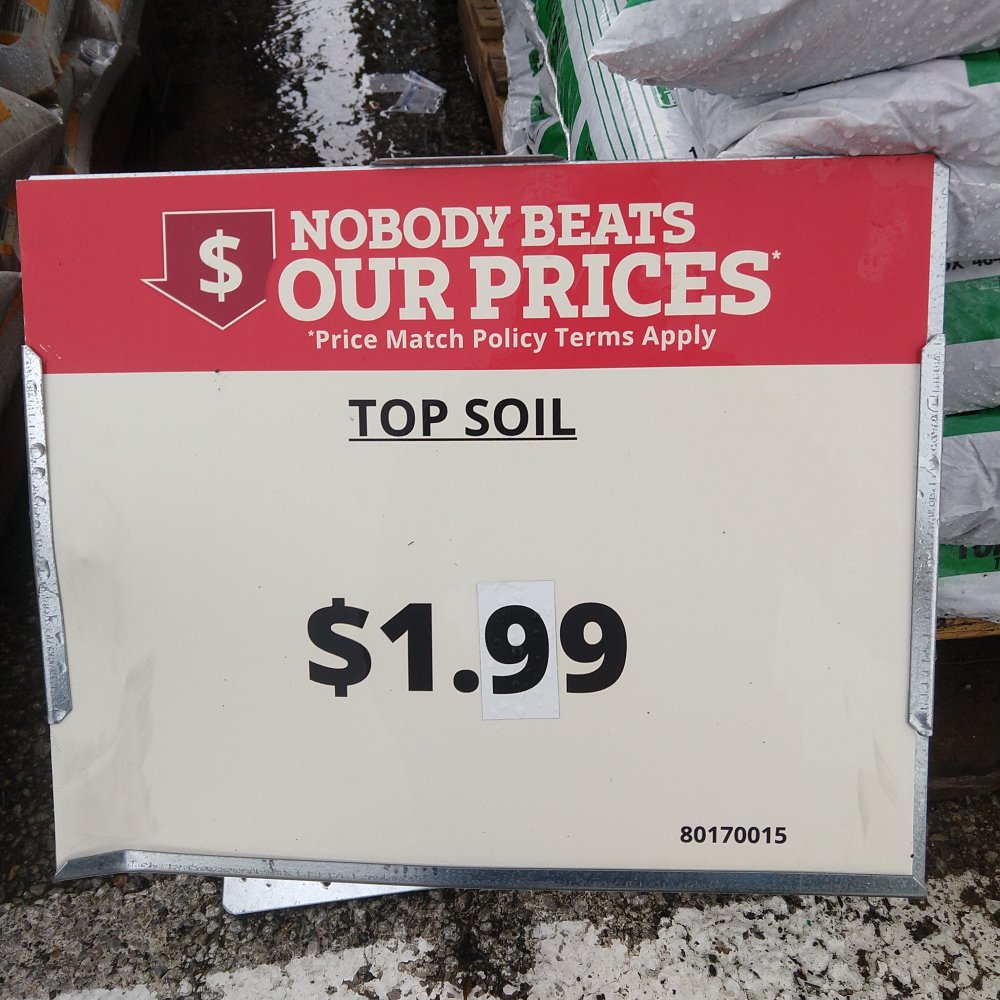 $
NOBODY BEATS
OUR PRICES*
*Price Match Policy Terms Apply
TOP SOIL
$1.99
80170015